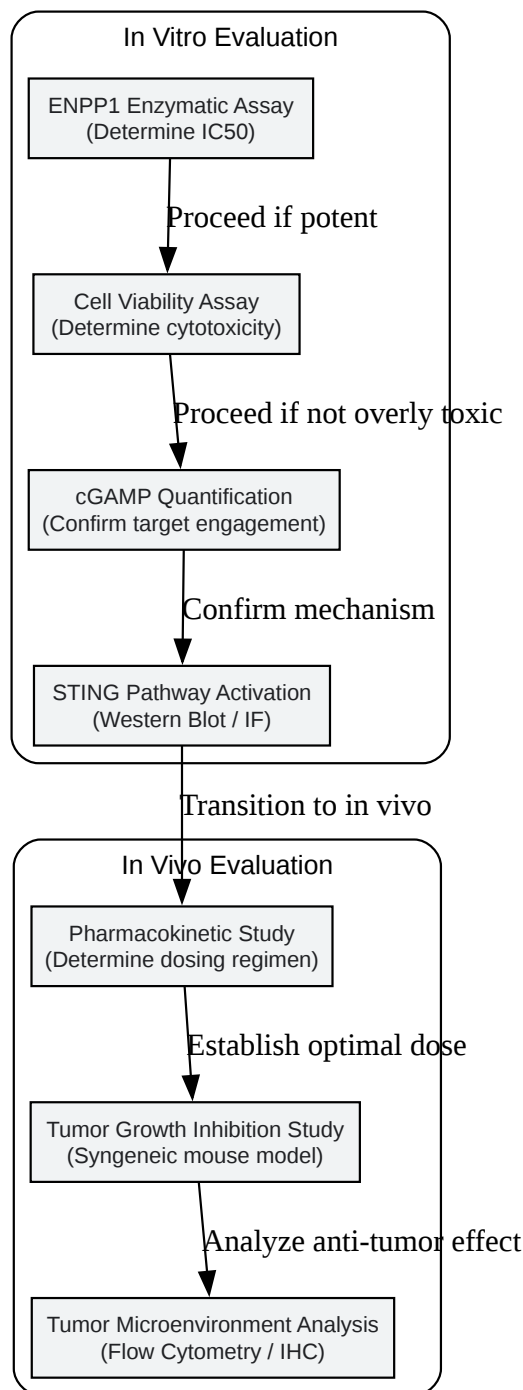 In Vitro Evaluation
ENPP1 Enzymatic Assay
(Determine IC50)
Proceed if potent
Cell Viability Assay
(Determine cytotoxicity)
Proceed if not overly toxic
cGAMP Quantification
(Confirm target engagement)
Confirm mechanism
STING Pathway Activation
(Western Blot / IF)
Transition to in vivo
In Vivo Evaluation
Pharmacokinetic Study
(Determine dosing regimen)
Establish optimal dose
Tumor Growth Inhibition Study
(Syngeneic mouse model)
Analyze anti-tumor effect
Tumor Microenvironment Analysis
(Flow Cytometry / IHC)